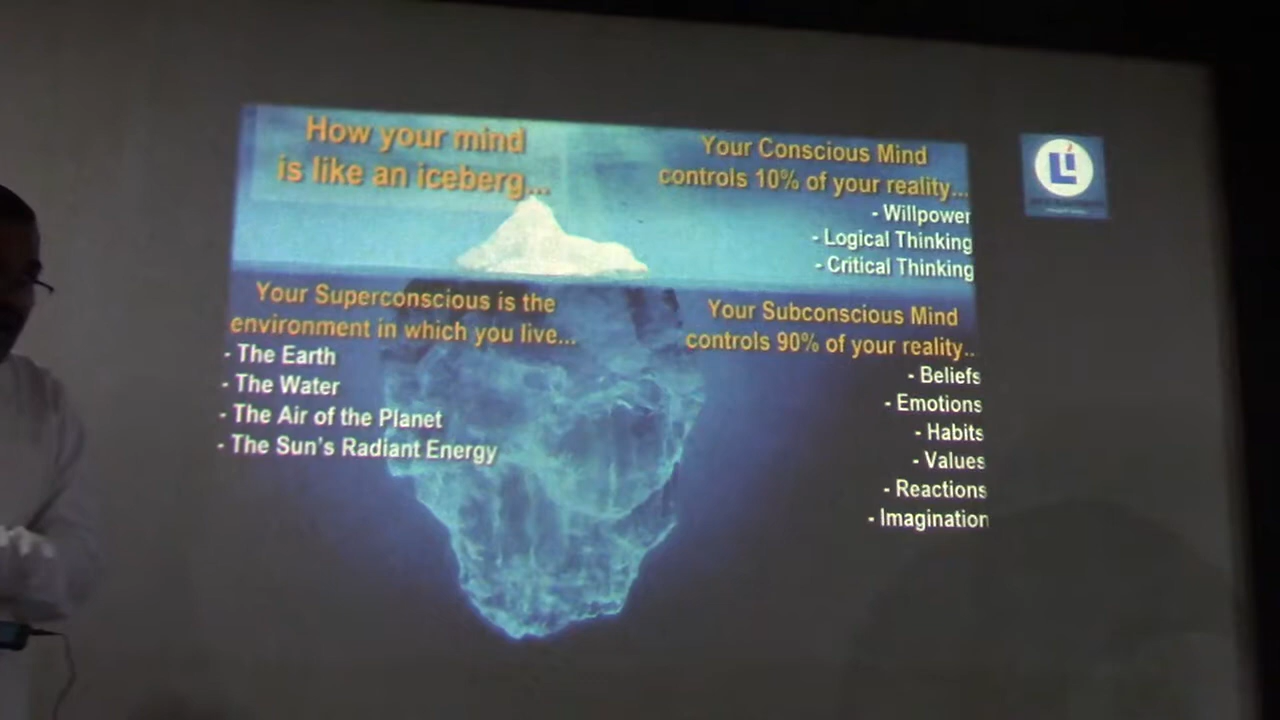 How your mind
is like an iceberg...
Your Conscious Mind
controls 10% of your reality...
- Willpower
- Logical Thinking
- Critical Thinking
Your Superconscious is the
environment in which you live...
- The Earth
- The Water
- The Air of the Planet
- The Sun's Radiant Energy
Your Subconscious Mind
controls 90% of your reality..
- Beliefs
- Emotions
- Habits
- Values
- Reactions
- Imagination